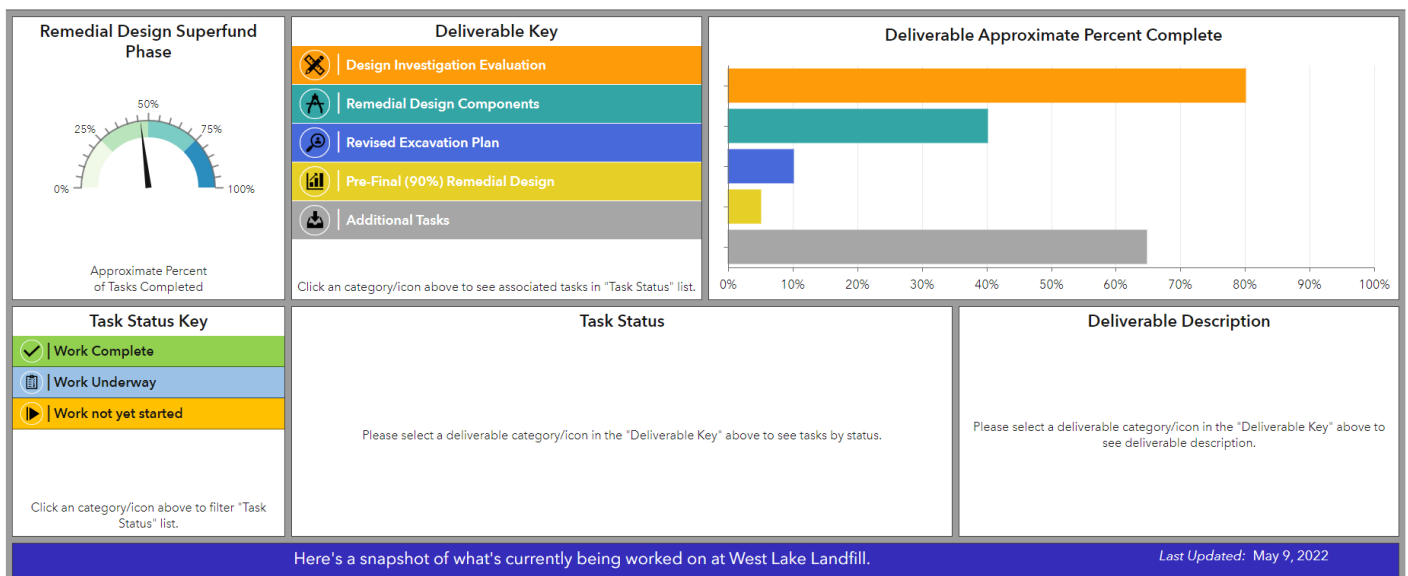 Remedial Design Superfund
Phase
0%
25%
50%
75%
100%
Approximate Percent
of Tasks Completed
Deliverable Key
Design Investigation Evaluation
Remedial Design Components
Revised Excavation Plan
Pre-Final (90%) Remedial Design
Additional Tasks
Click an category/icon above to see associated tasks in "Task Status" list.
Deliverable Approximate Percent Complete
0% 10% 20% 30% 40% 50% 60% 70% 80% 90% 100%
Task Status Key
Work Complete
Work Underway
Work not yet started
Click an category/icon above to filter "Task
Status" list.
Task Status
Please select a deliverable category/icon in the "Deliverable Key" above to see tasks by status.
Deliverable Description
Please select a deliverable category/icon in the "Deliverable Key" above to
see deliverable description.
Here's a snapshot of what's currently being worked on at West Lake Landfill.
Last Updated: May 9, 2022